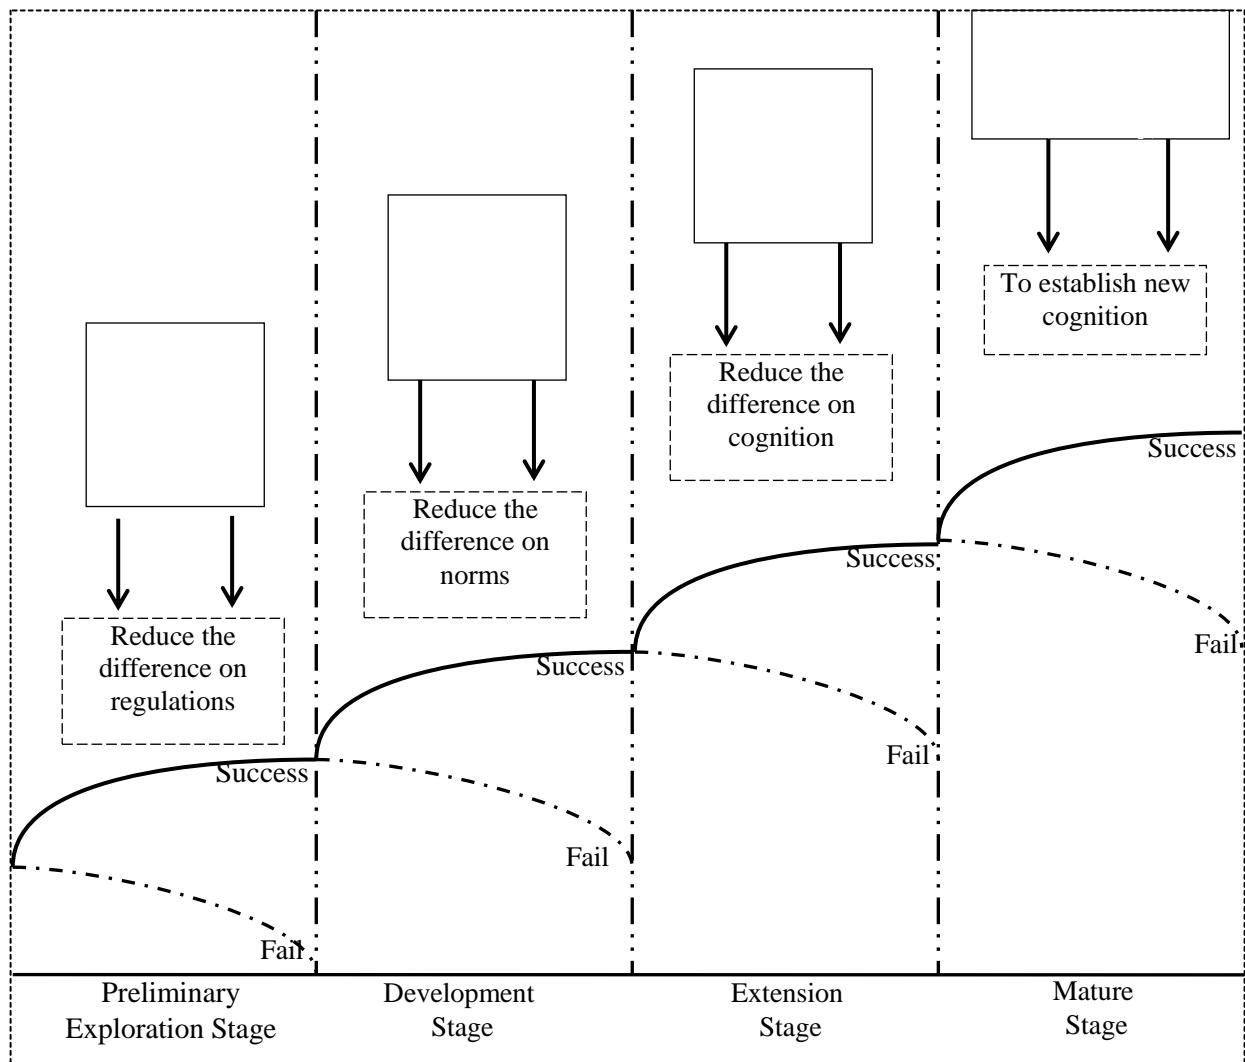 To establish new
cognition
Reduce the
difference on
cognition
Success
Reduce the
difference on
norms
Success
Fail
Reduce the
difference on
regulations
Success
Fail
Success
Fail
Fail
Preliminary
Exploration Stage
Development
Stage
Extension
Stage
Mature
Stage